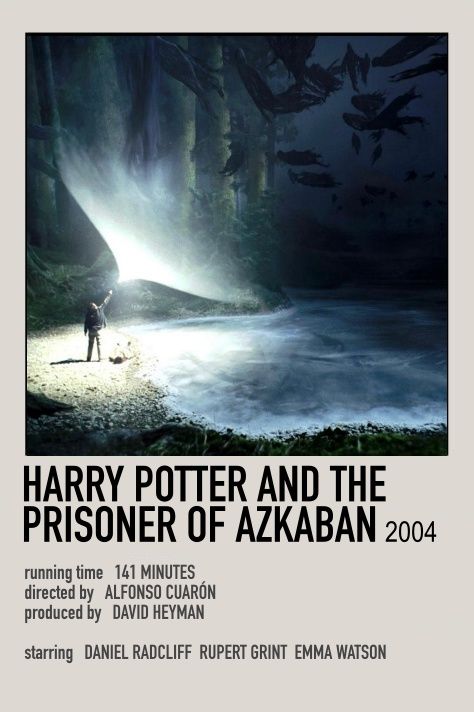 HARRY POTTER AND THE
PRISONER OF AZKABAN 2004
running time 141 MINUTES
directed by ALFONSO CUARÓN
produced by DAVID HEYMAN
starring DANIEL RADCLIFF RUPERT GRINT EMMA WATSON